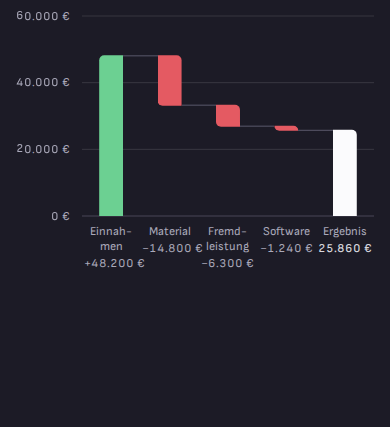 60.000 €
40.000 €
20.000 €
0 €
Einnah-
men
+48.200 €
Material
−14.800 €
Fremd-
leistung
−6.300 €
Software
−1.240 €
Ergebnis
25.860 €